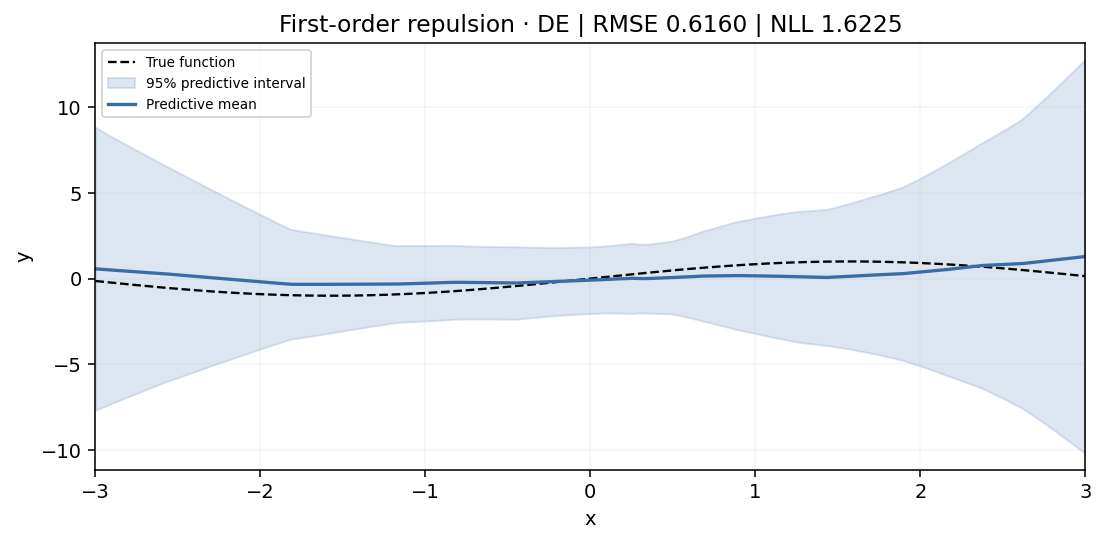 First-order repulsion · DE | RMSE 0.6160 | NLL 1.6225
True function
95% predictive interval
Predictive mean
10
5
0
−5
−10
y
−3 −2 −1 0 1 2 3
x